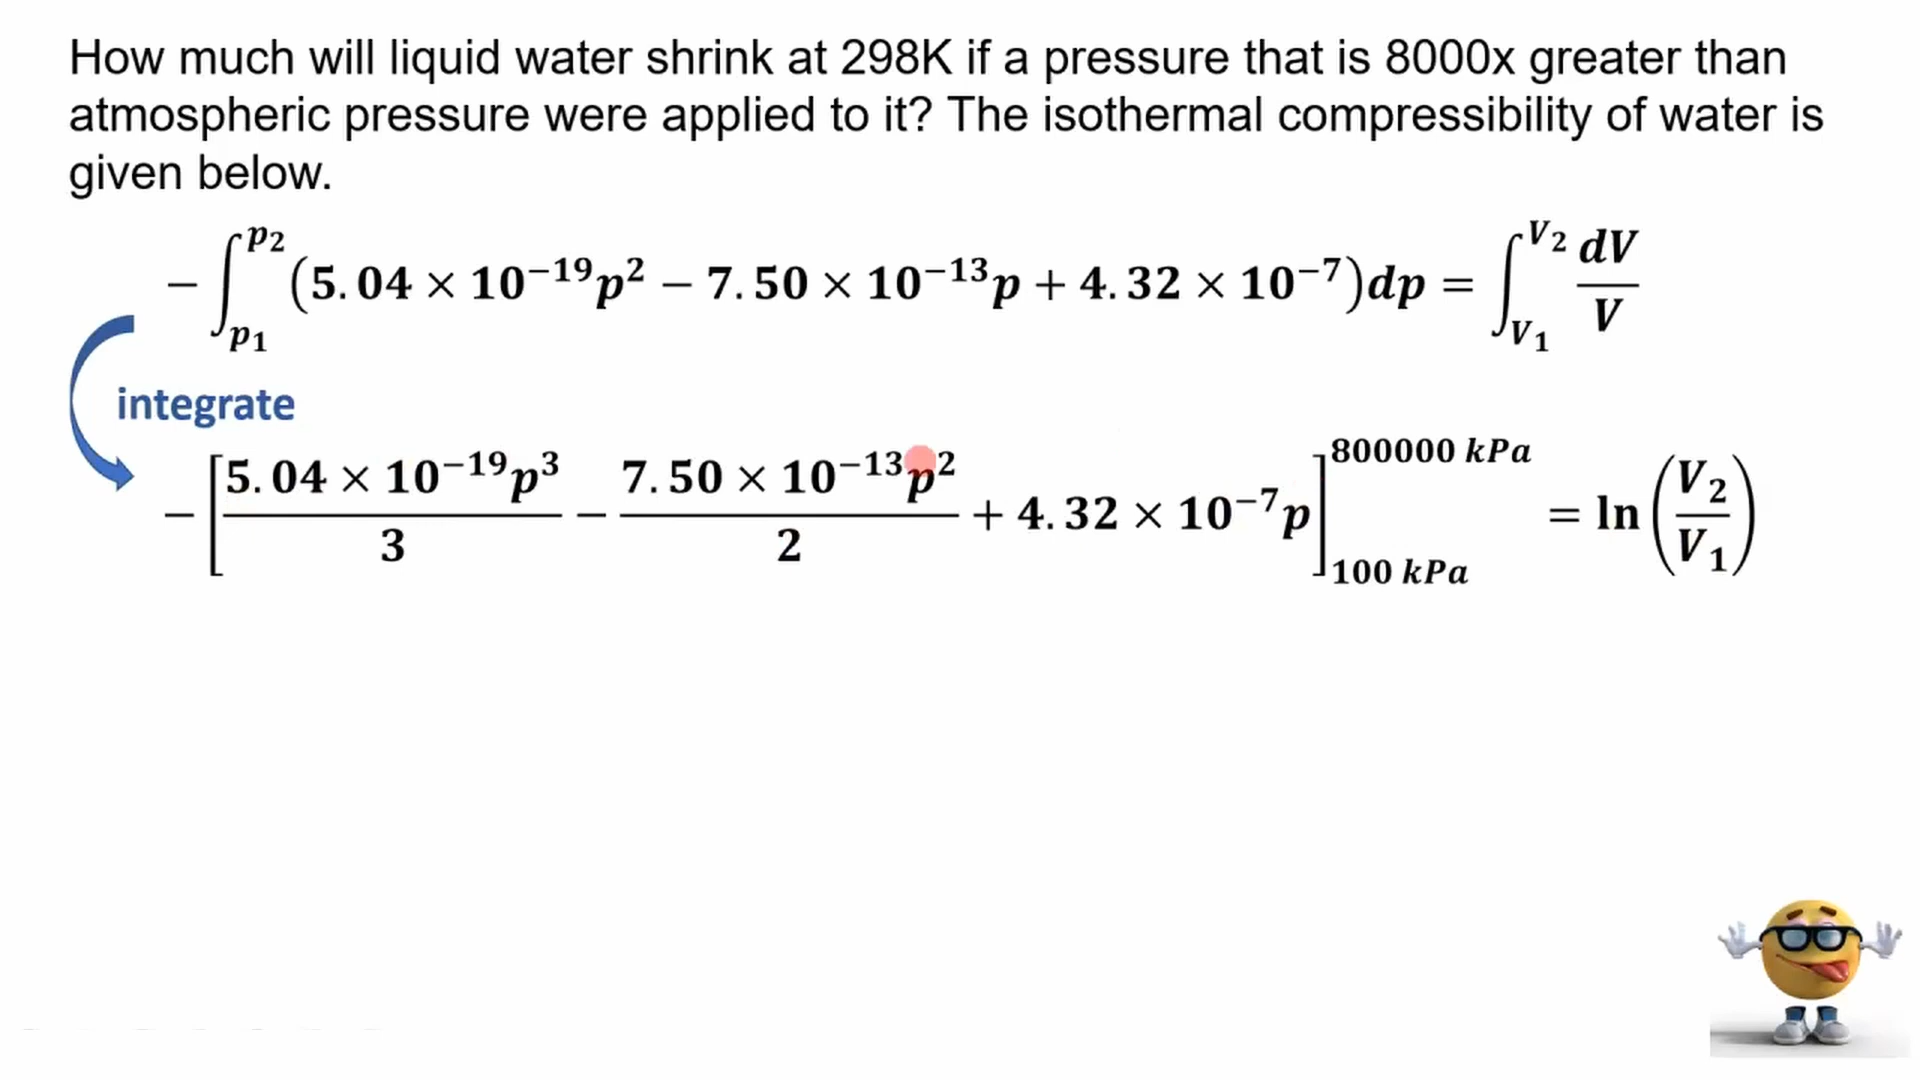 How much will liquid water shrink at 298K if a pressure that is 8000x greater than
atmospheric pressure were applied to it? The isothermal compressibility of water is
given below.
−∫_{p₁}^{p₂} (5.04 × 10⁻¹⁹p² − 7.50 × 10⁻¹³p + 4.32 × 10⁻⁷)dp = ∫_{V₁}^{V₂} dV/V
integrate
−[5.04 × 10⁻¹⁹p³/3 − 7.50 × 10⁻¹³p²/2 + 4.32 × 10⁻⁷p]_{100 kPa}^{800000 kPa} = ln(V₂/V₁)